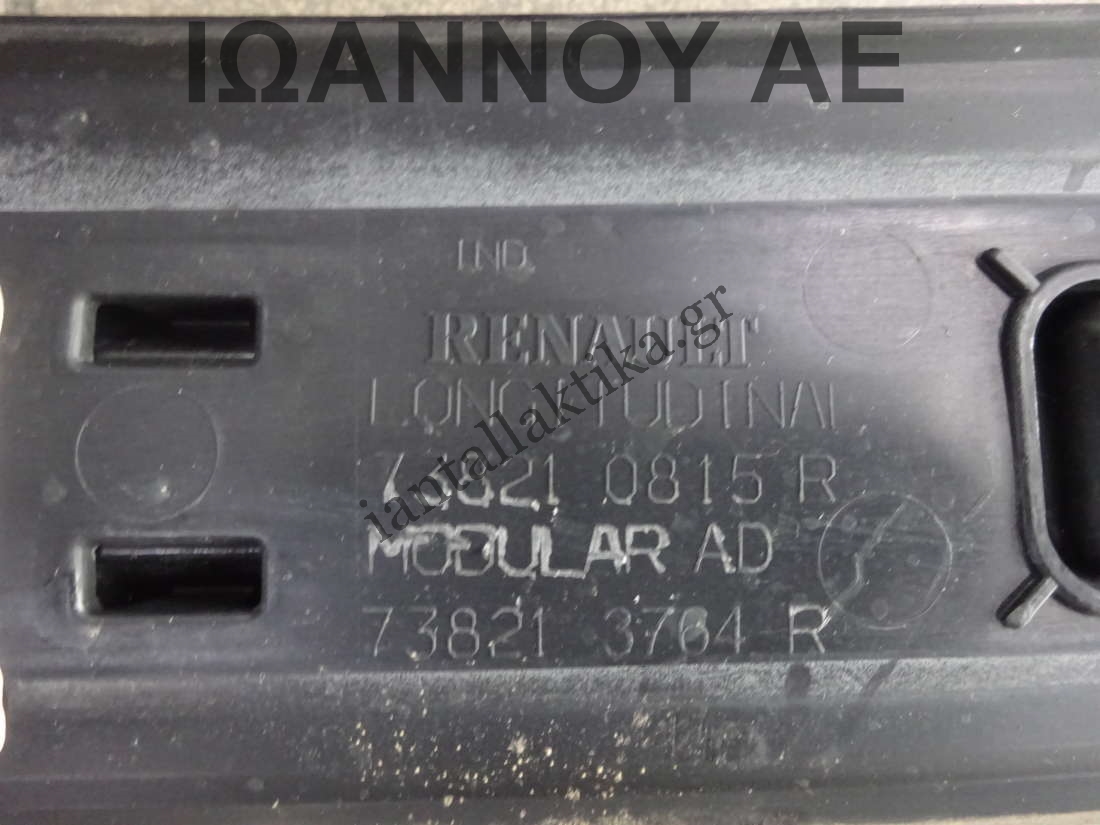 ΙΩΑΝΝΟΥ ΑΕ
IND.
RENAULT
LONGITUDINAL
73821 0815 R
MODULAR AD
73821 3764 R
iantallaktika.gr